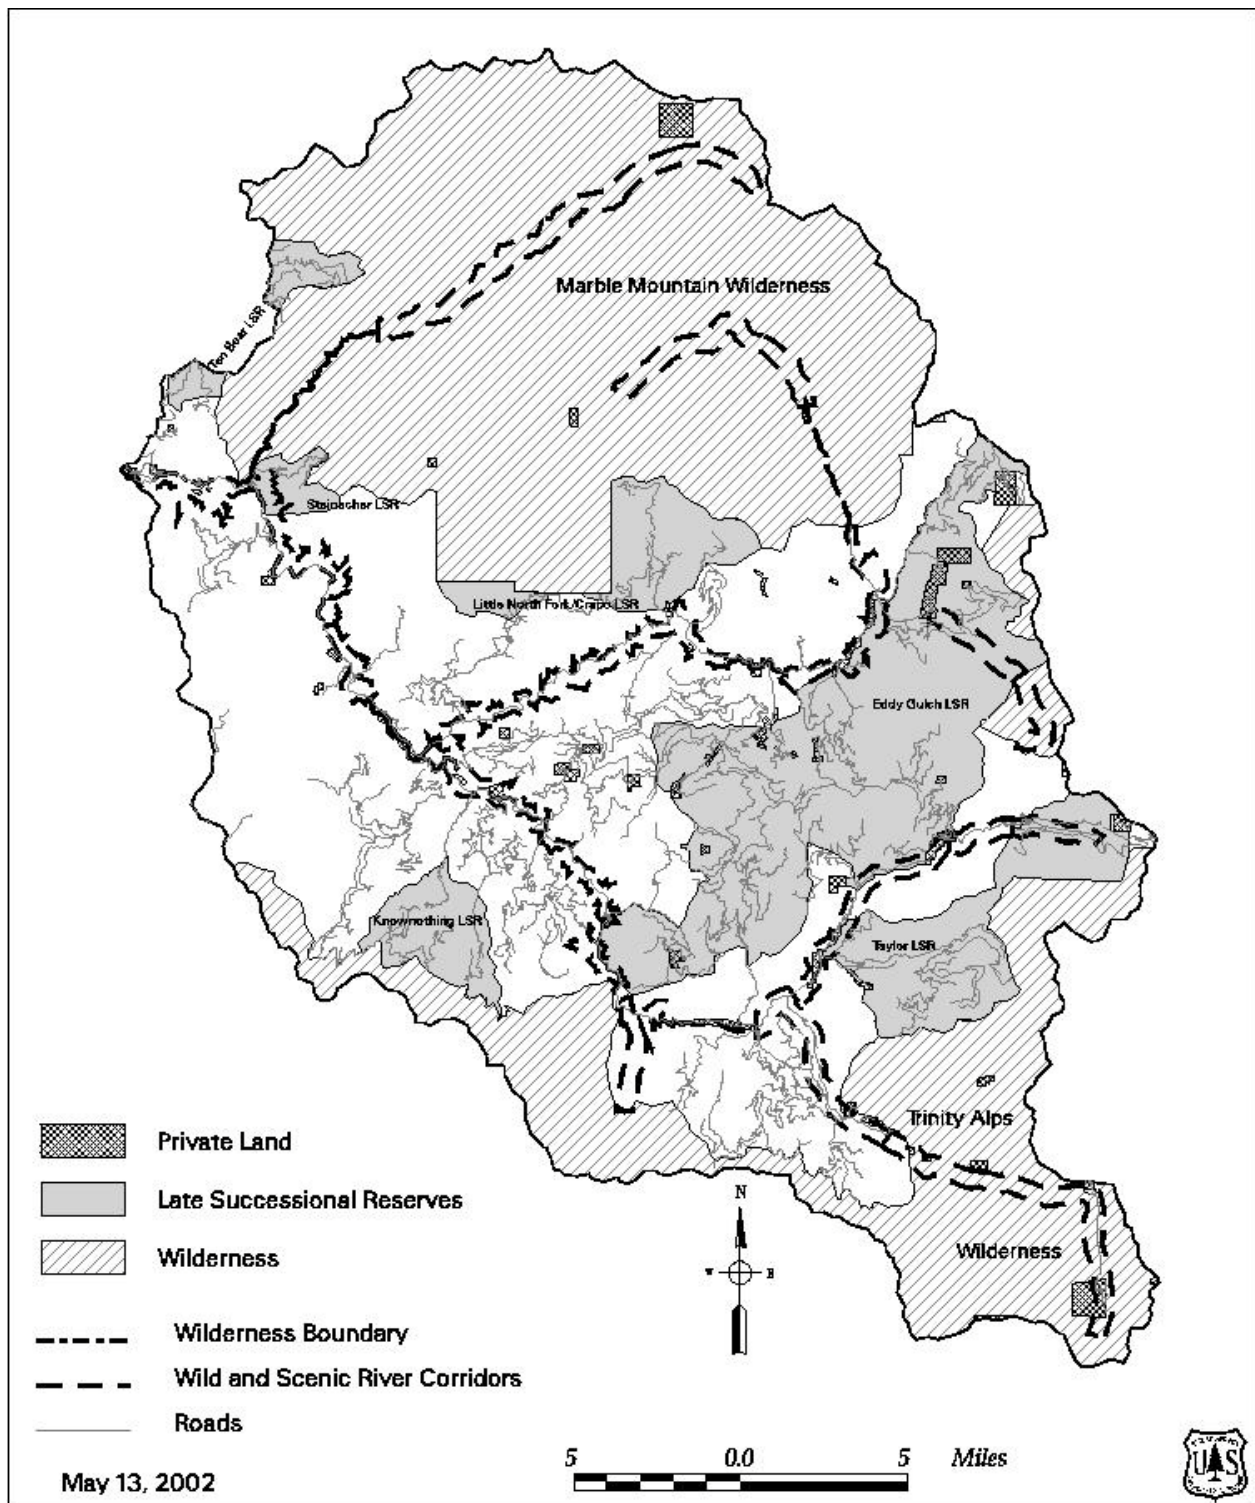 Marble Mountain Wilderness
Ten Bear LSR
Steinacher LSR
Little North Fork/Crapo LSR
Eddy Gulch LSR
Knownothing LSR
Taylor LSR
Trinity Alps
Wilderness
Private Land
Late Successional Reserves
Wilderness
Wilderness Boundary
Wild and Scenic River Corridors
Roads
N
W E
5 0.0 5 Miles
May 13, 2002
U S